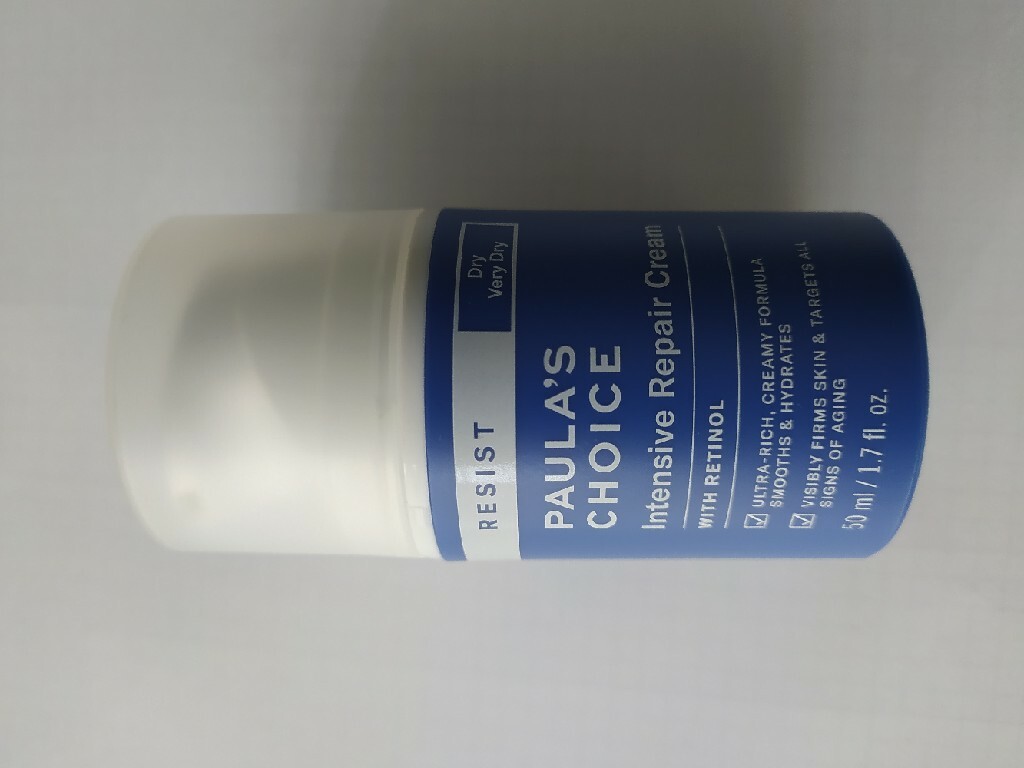 RESIST
Dry
Very Dry
PAULA'S
CHOICE
Intensive Repair Cream
WITH RETINOL
ULTRA-RICH, CREAMY FORMULA
SMOOTHS & HYDRATES
VISIBLY FIRMS SKIN & TARGETS ALL
SIGNS OF AGING
50 ml / 1.7 fl. oz.